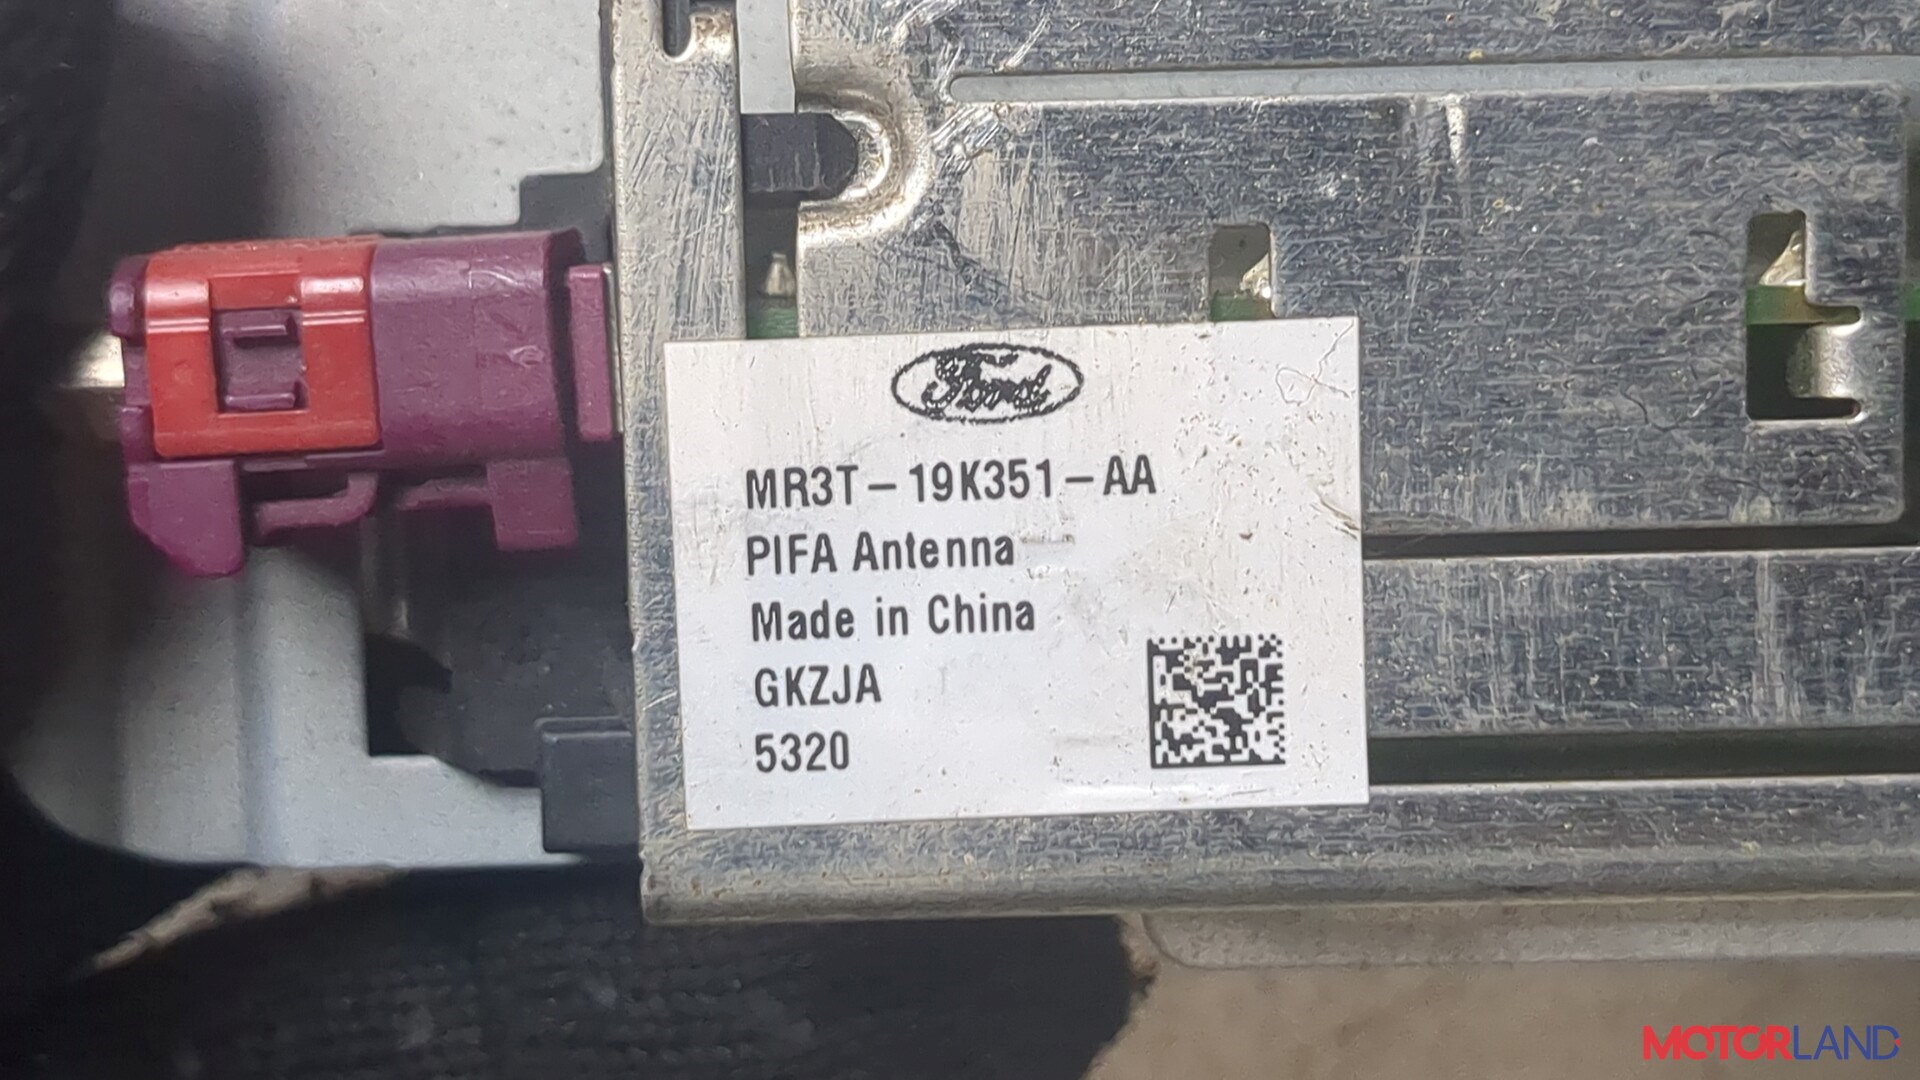 Ford
MR3T-19K351-AA
PIFA Antenna
Made in China
GKZJA
5320
MOTORLAND